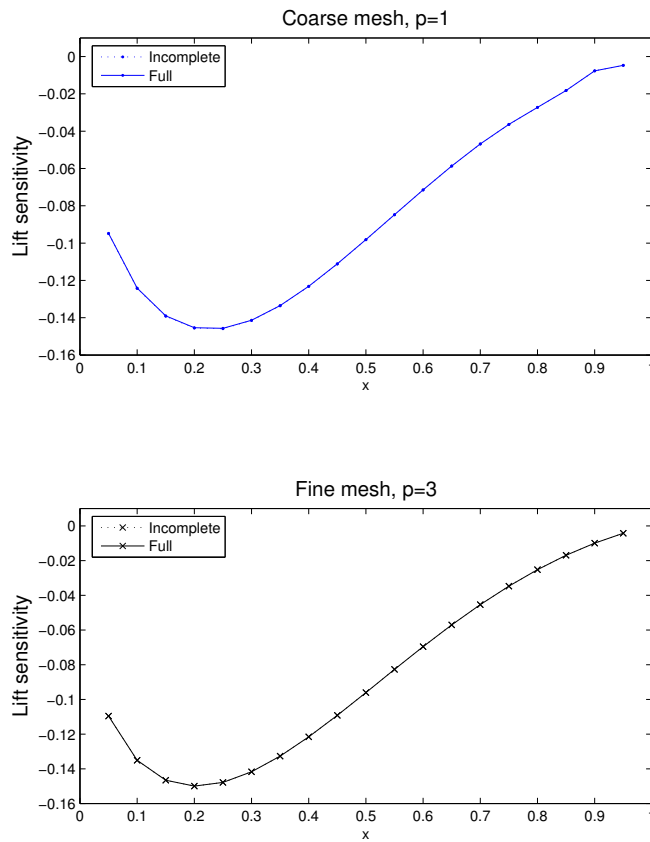 Coarse mesh, p=1
Incomplete
Full
Lift sensitivity
0
−0.02
−0.04
−0.06
−0.08
−0.1
−0.12
−0.14
−0.16
0 0.1 0.2 0.3 0.4 0.5 0.6 0.7 0.8 0.9 1
x
Fine mesh, p=3
Incomplete
Full
Lift sensitivity
0
−0.02
−0.04
−0.06
−0.08
−0.1
−0.12
−0.14
−0.16
0 0.1 0.2 0.3 0.4 0.5 0.6 0.7 0.8 0.9
x